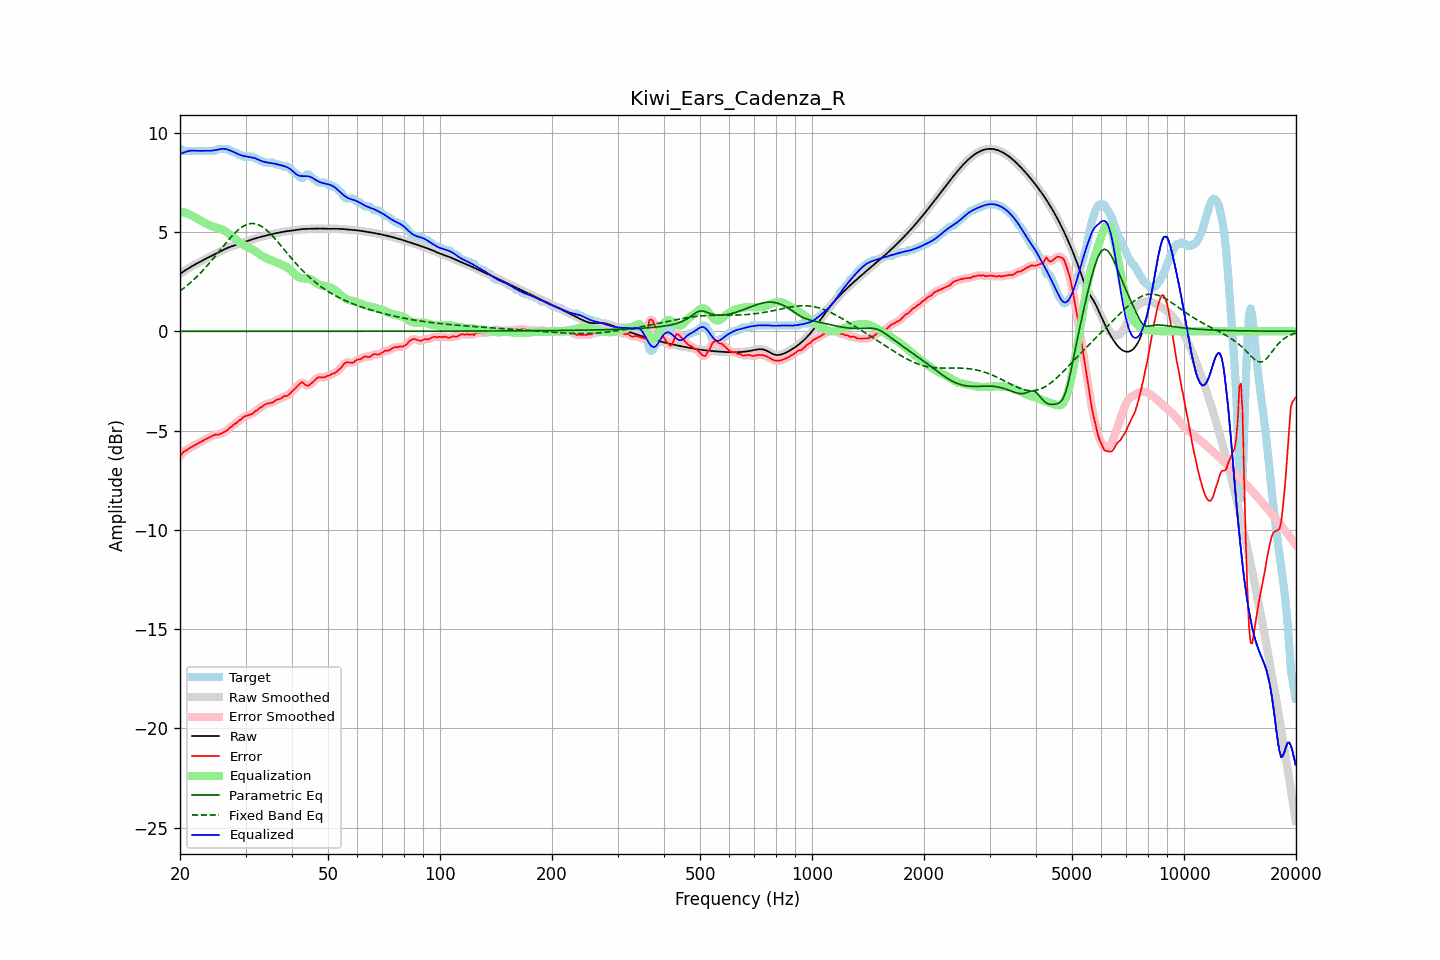 Kiwi_Ears_Cadenza_R
Amplitude (dBr)
10
5
0
−5
−10
−15
−20
−25
Target
Raw Smoothed
Error Smoothed
Raw
Error
Equalization
Parametric Eq
Fixed Band Eq
Equalized
20
50
100
200
500
1000
2000
5000
10000
20000
Frequency (Hz)